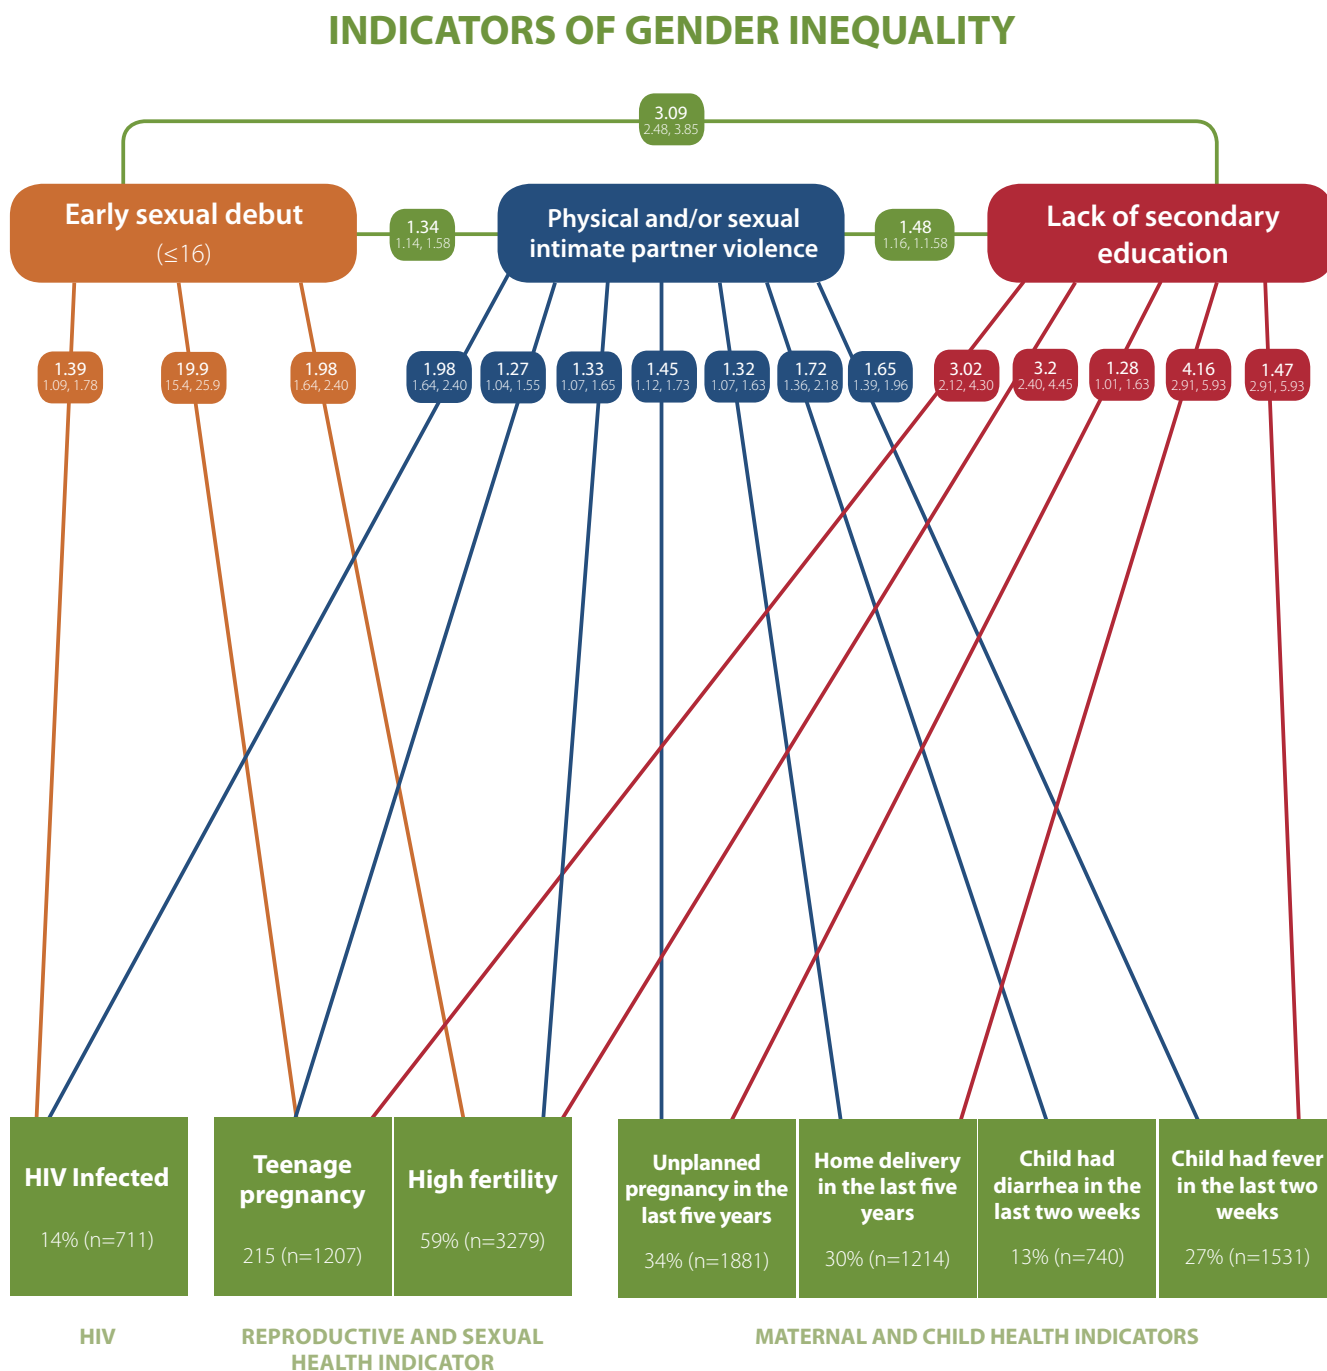 INDICATORS OF GENDER INEQUALITY
3.09
2.48, 3.85
Early sexual debut
(≤16)
1.34
1.14, 1.58
Physical and/or sexual
intimate partner violence
1.48
1.16, 1.1.58
Lack of secondary
education
1.39
1.09, 1.78
19.9
15.4, 25.9
1.98
1.64, 2.40
1.98
1.64, 2.40
1.27
1.04, 1.55
1.33
1.07, 1.65
1.45
1.12, 1.73
1.32
1.07, 1.63
1.72
1.36, 2.18
1.65
1.39, 1.96
3.02
2.12, 4.30
3.2
2.40, 4.45
1.28
1.01, 1.63
4.16
2.91, 5.93
1.47
2.91, 5.93
HIV Infected
14% (n=711)
Teenage
pregnancy
215 (n=1207)
High fertility
59% (n=3279)
Unplanned
pregnancy in the
last five years
34% (n=1881)
Home delivery
in the last five
years
30% (n=1214)
Child had
diarrhea in the
last two weeks
13% (n=740)
Child had fever
in the last two
weeks
27% (n=1531)
HIV
REPRODUCTIVE AND SEXUAL
HEALTH INDICATOR
MATERNAL AND CHILD HEALTH INDICATORS